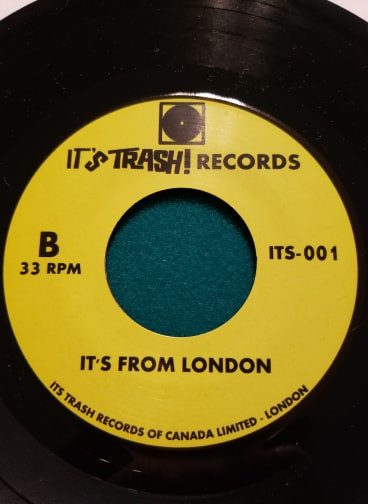 IT'S TRASH! RECORDS
B
33 RPM
ITS-001
IT'S FROM LONDON
ITS TRASH RECORDS OF CANADA LIMITED - LONDON